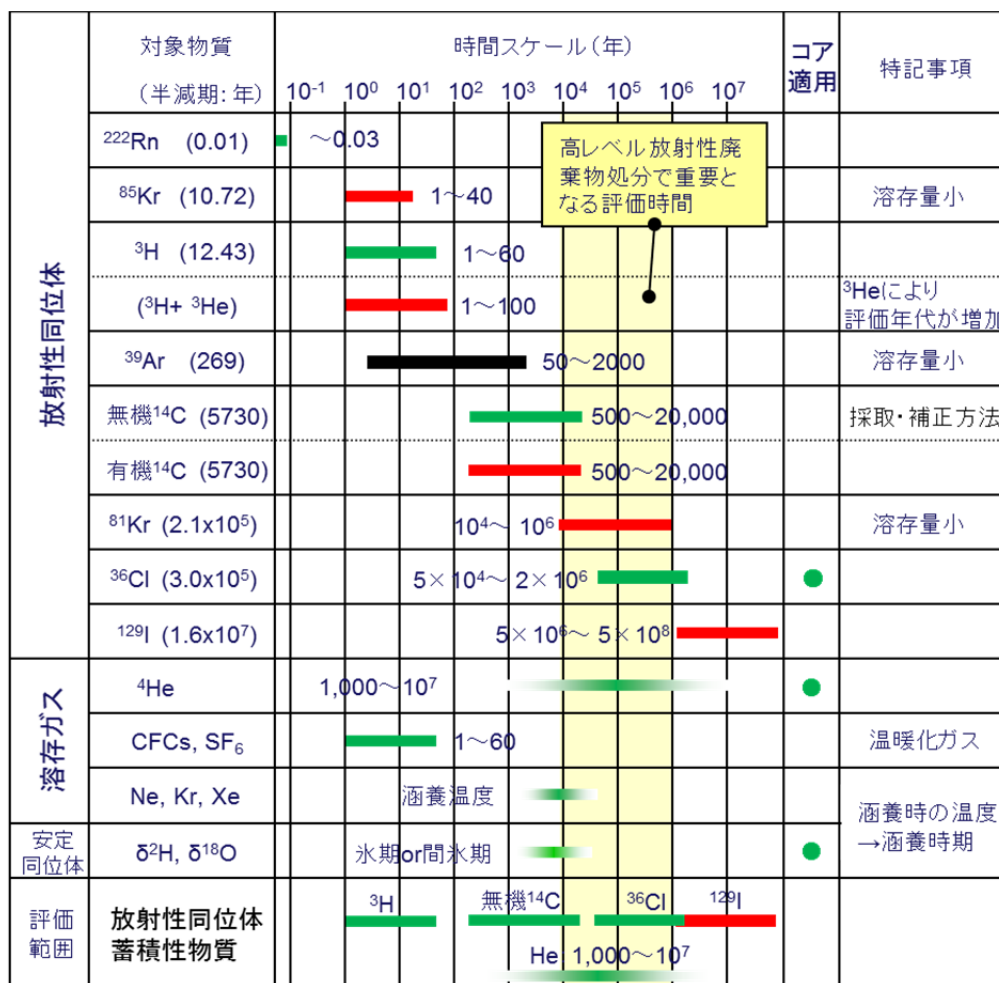 対象物質 時間スケール（年） コア適用 特記事項
（半減期：年） 10⁻¹ 10⁰ 10¹ 10² 10³ 10⁴ 10⁵ 10⁶ 10⁷
放射性同位体
²²²Rn (0.01) ～0.03
高レベル放射性廃
棄物処分で重要と
なる評価時間
⁸⁵Kr (10.72) 1～40 溶存量小
³H (12.43) 1～60
(³H+ ³He) 1～100 ³Heにより
評価年代が増加
³⁹Ar (269) 50～2000 溶存量小
無機¹⁴C (5730) 500～20,000 採取・補正方法
有機¹⁴C (5730) 500～20,000
⁸¹Kr (2.1x10⁵) 10⁴～ 10⁶ 溶存量小
³⁶Cl (3.0x10⁵) 5×10⁴～ 2×10⁶
¹²⁹I (1.6x10⁷) 5×10⁶～ 5×10⁸
溶存ガス
⁴He 1,000～10⁷
CFCs, SF₆ 1～60 温暖化ガス
Ne, Kr, Xe 涵養温度 涵養時の温度
→涵養時期
安定
同位体
δ²H, δ¹⁸O 氷期or間氷期
評価
範囲
放射性同位体 ³H 無機¹⁴C ³⁶Cl ¹²⁹I
蓄積性物質 He 1,000～10⁷